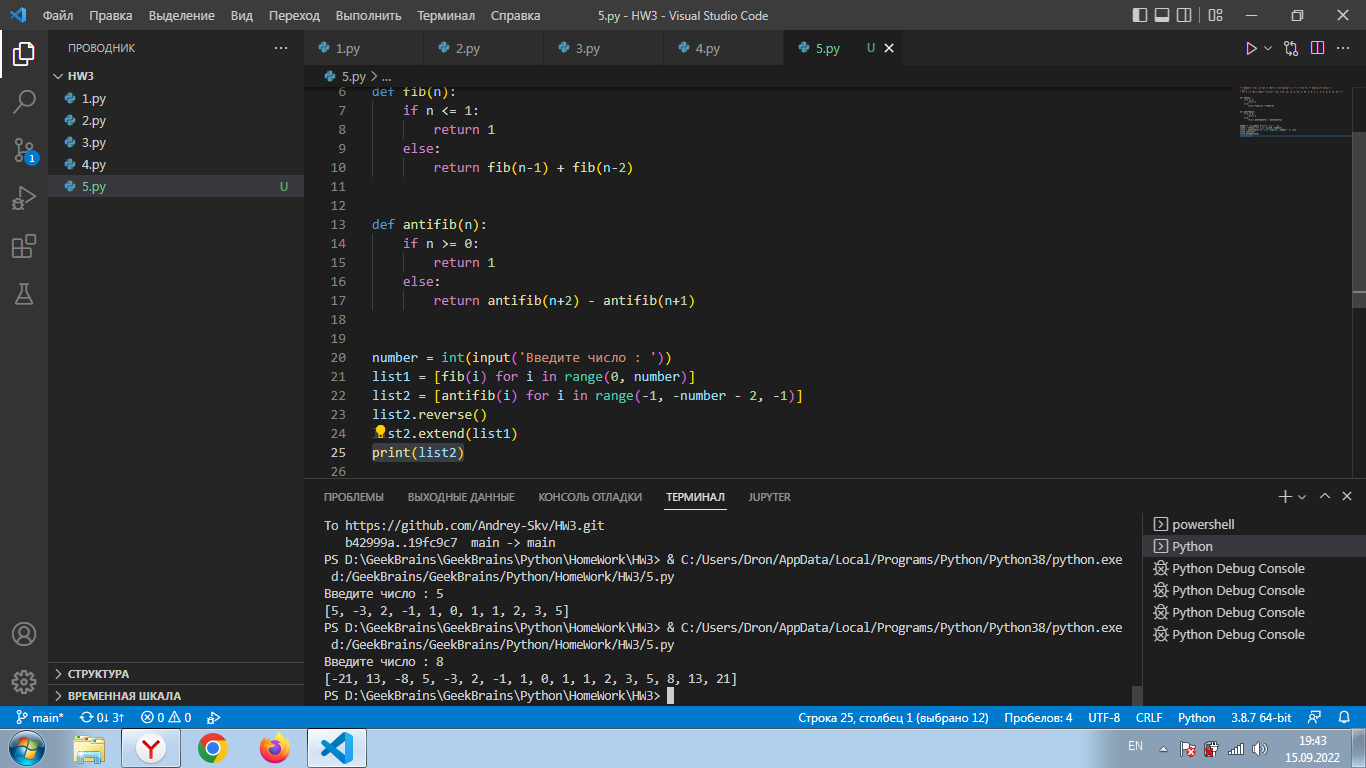 Файл Правка Выделение Вид Переход Выполнить Терминал Справка 5.py - HW3 - Visual Studio Code
ПРОВОДНИК
HW3
1.py
2.py
3.py
4.py
5.py U
СТРУКТУРА
ВРЕМЕННАЯ ШКАЛА
1
1.py 2.py 3.py 4.py 5.py U
5.py > ...
6 def fib(n):
7 if n <= 1:
8 return 1
9 else:
10 return fib(n-1) + fib(n-2)
11
12
13 def antifib(n):
14 if n >= 0:
15 return 1
16 else:
17 return antifib(n+2) - antifib(n+1)
18
19
20 number = int(input('Введите число : '))
21 list1 = [fib(i) for i in range(0, number)]
22 list2 = [antifib(i) for i in range(-1, -number - 2, -1)]
23 list2.reverse()
24 st2.extend(list1)
25 print(list2)
26
ПРОБЛЕМЫ ВЫХОДНЫЕ ДАННЫЕ КОНСОЛЬ ОТЛАДКИ ТЕРМИНАЛ JUPYTER
To https://github.com/Andrey-Skv/HW3.git
b42999a..19fc9c7 main -> main
PS D:\GeekBrains\GeekBrains\Python\HomeWork\HW3> & C:/Users/Dron/AppData/Local/Programs/Python/Python38/python.exe
d:/GeekBrains/GeekBrains/Python/HomeWork/HW3/5.py
Введите число : 5
[5, -3, 2, -1, 1, 0, 1, 1, 2, 3, 5]
PS D:\GeekBrains\GeekBrains\Python\HomeWork\HW3> & C:/Users/Dron/AppData/Local/Programs/Python/Python38/python.exe
d:/GeekBrains/GeekBrains/Python/HomeWork/HW3/5.py
Введите число : 8
[-21, 13, -8, 5, -3, 2, -1, 1, 0, 1, 1, 2, 3, 5, 8, 13, 21]
PS D:\GeekBrains\GeekBrains\Python\HomeWork\HW3>
powershell
Python
Python Debug Console
Python Debug Console
Python Debug Console
Python Debug Console
main* 0↓ 3↑ 0 0 Строка 25, столбец 1 (выбрано 12) Пробелов: 4 UTF-8 CRLF Python 3.8.7 64-bit
EN 19:43
15.09.2022